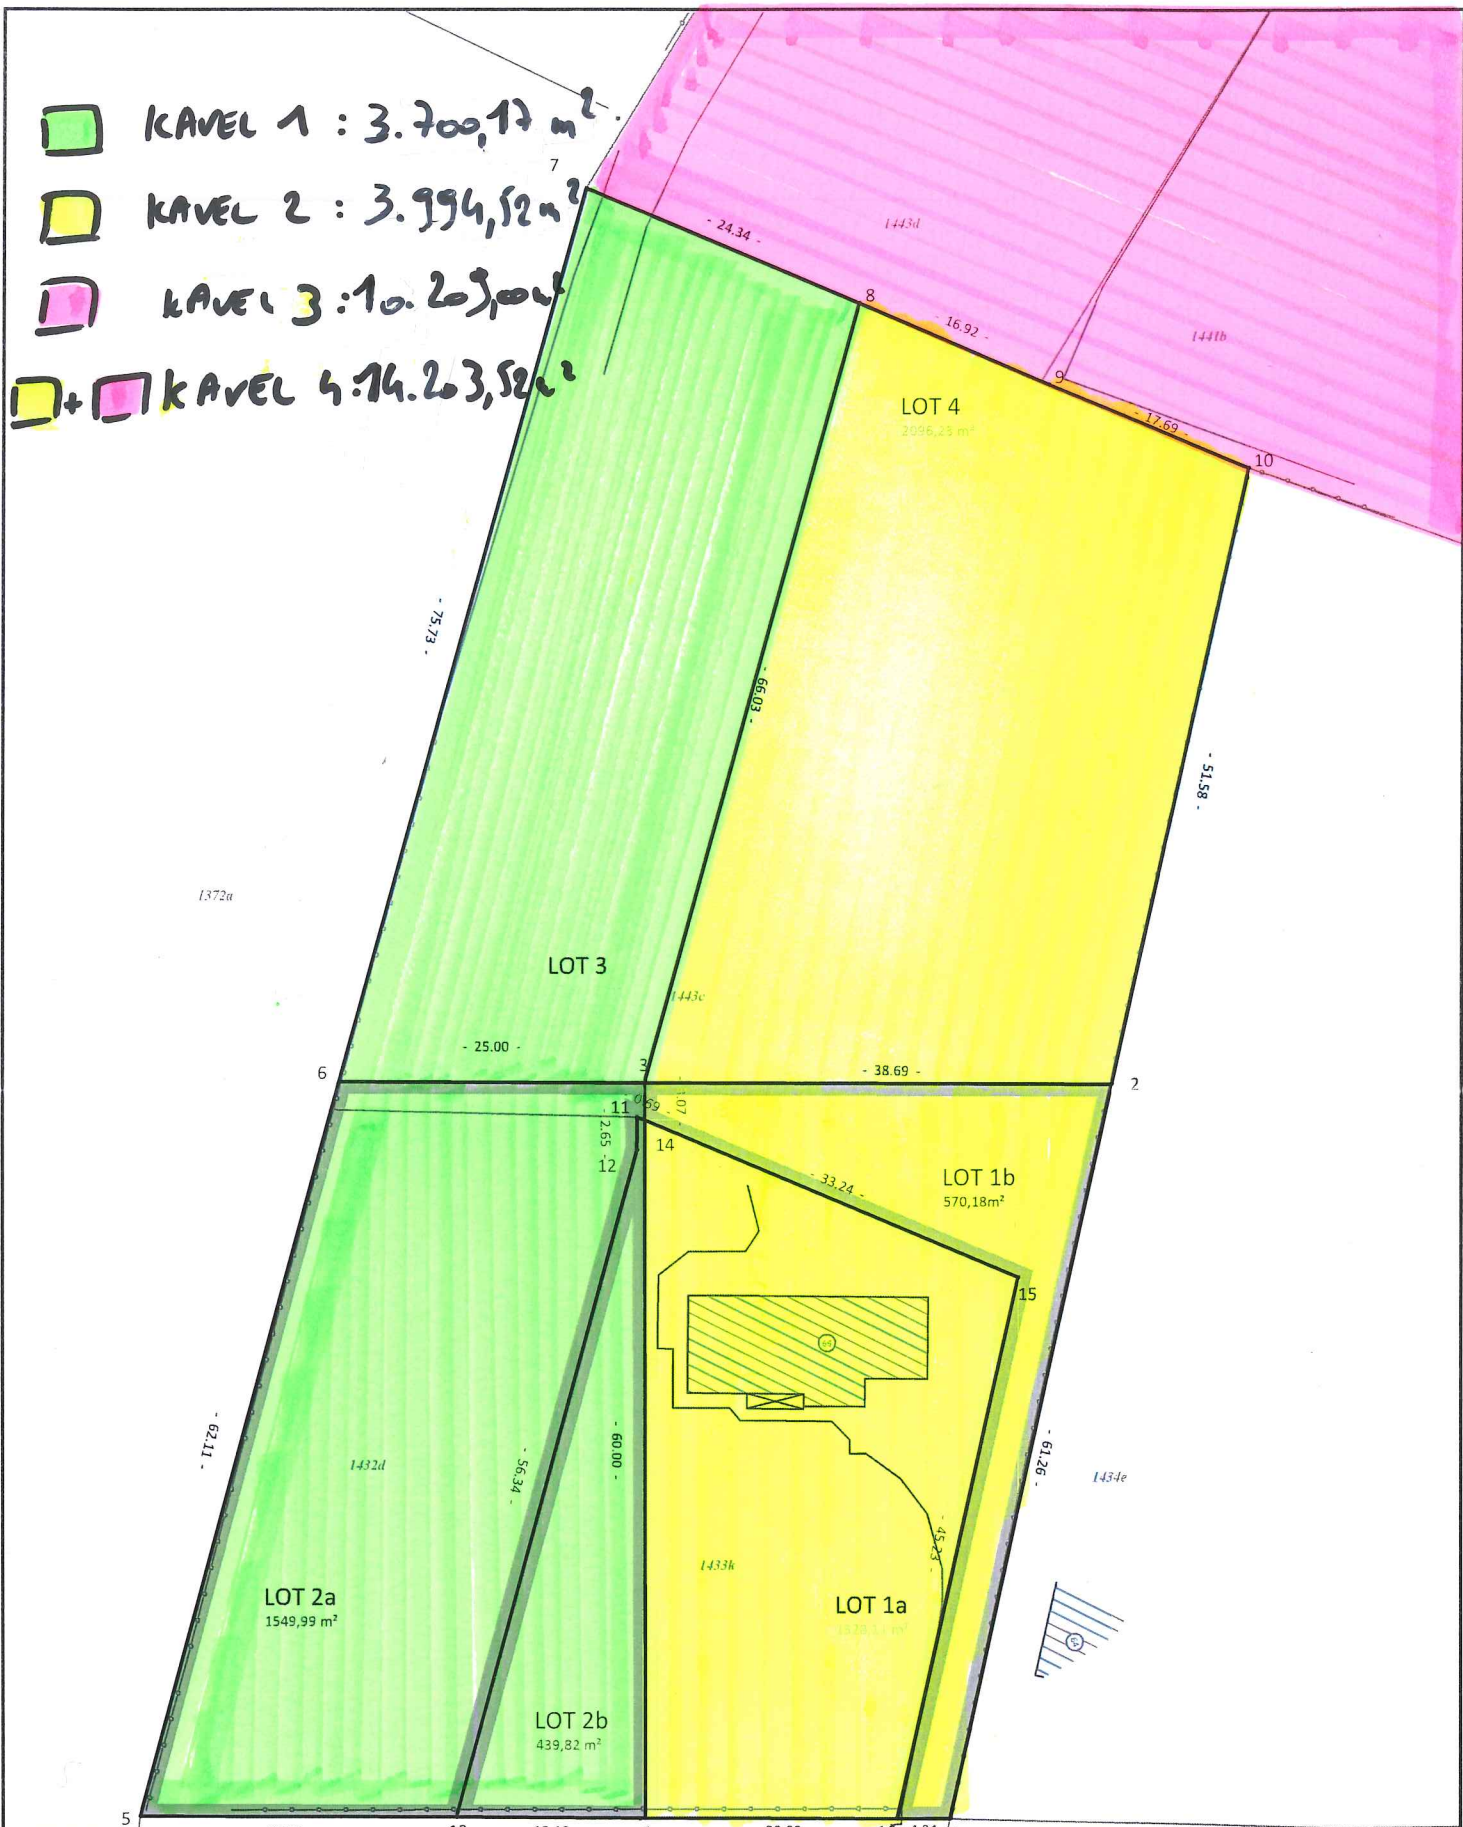 KAVEL 1 : 3.700,17 m².
KAVEL 2 : 3.994,52 m²
KAVEL 3 : 10.209,00 m²
+ KAVEL 4 : 14.203,52 m²
7
- 24.34 -
1443d
8
- 16.92 -
1441b
9
LOT 4
2096,23 m²
- 17.69 -
10
- 75.73 -
- 66.03 -
- 51.58 -
1372a
LOT 3
1443c
- 25.00 -
3
- 38.69 -
6
2
11
- 0.59 -
- 1.07 -
- 2.65 -
14
12
- 33.24 -
LOT 1b
570,18m²
15
- 62.11 -
1432d
- 56.34 -
- 60.00 -
- 61.26 -
1434e
- 45.23 -
1433k
LOT 2a
1549,99 m²
LOT 1a
LOT 2b
439,82 m²
5